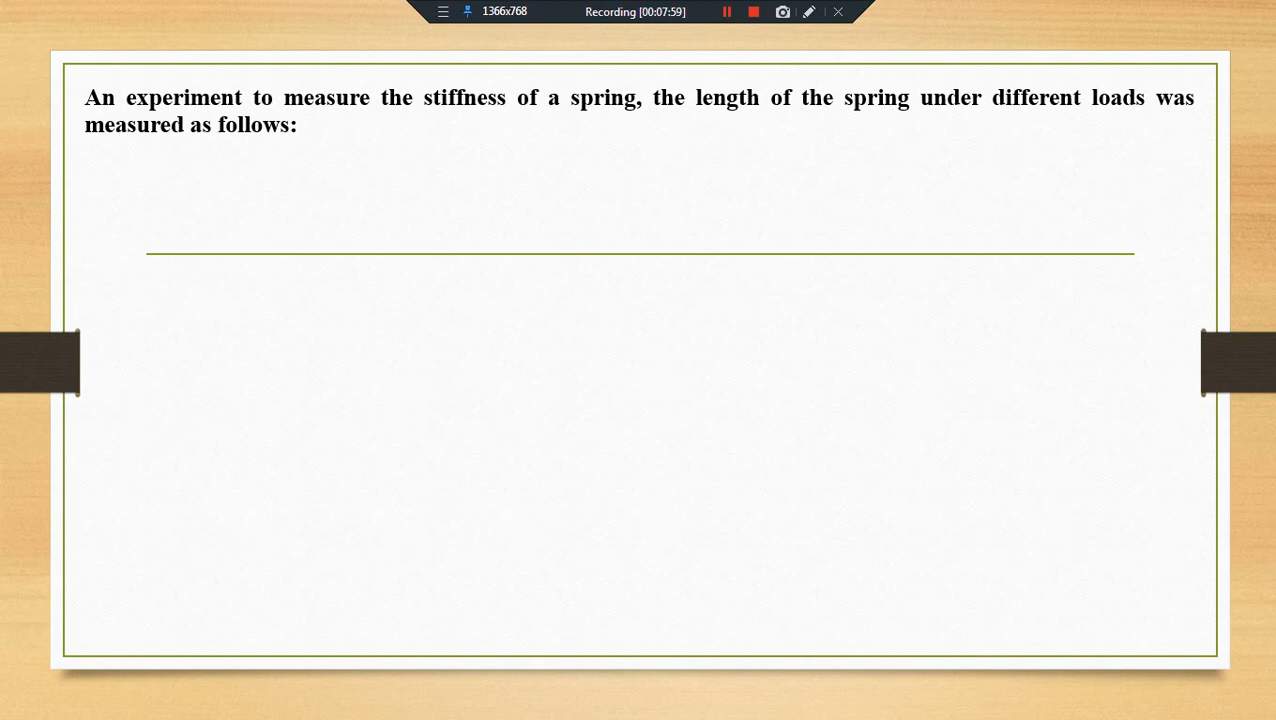 1366x768 Recording [00:07:59]
An experiment to measure the stiffness of a spring, the length of the spring under different loads was
measured as follows: